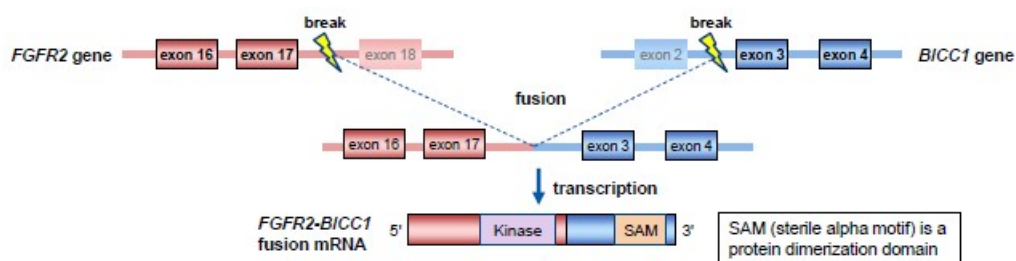 break
break
FGFR2 gene
exon 16
exon 17
exon 18
exon 2
exon 3
exon 4
BICC1 gene
fusion
exon 16
exon 17
exon 3
exon 4
transcription
FGFR2-BICC1
fusion mRNA
5'
Kinase
SAM
3'
SAM (sterile alpha motif) is a
protein dimerization domain